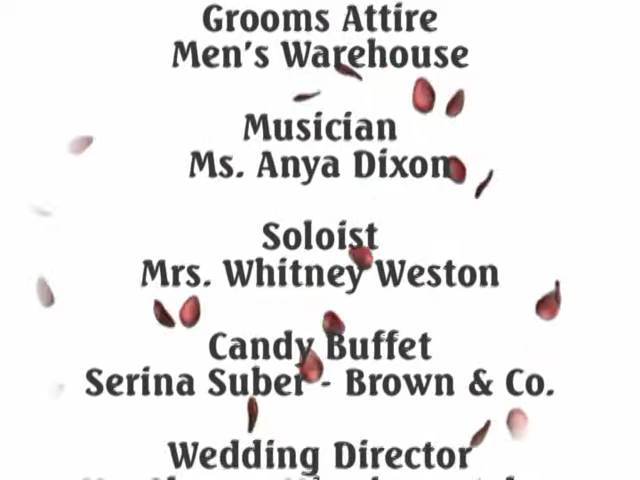 Grooms Attire
Men's Warehouse
Musician
Ms. Anya Dixon
Soloist
Mrs. Whitney Weston
Candy Buffet
Serina Suber - Brown & Co.
Wedding Director